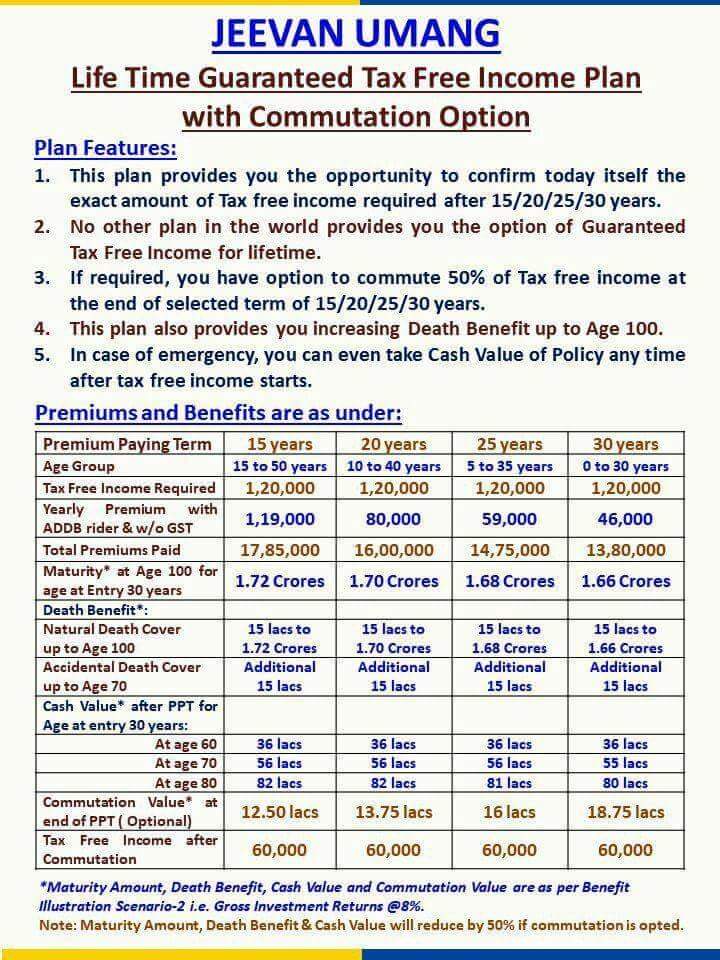 JEEVAN UMANG
Life Time Guaranteed Tax Free Income Plan
with Commutation Option
Plan Features:
1. This plan provides you the opportunity to confirm today itself the
exact amount of Tax free income required after 15/20/25/30 years.
2. No other plan in the world provides you the option of Guaranteed
Tax Free Income for lifetime.
3. If required, you have option to commute 50% of Tax free income at
the end of selected term of 15/20/25/30 years.
4. This plan also provides you increasing Death Benefit up to Age 100.
5. In case of emergency, you can even take Cash Value of Policy any time
after tax free income starts.
Premiums and Benefits are as under:
Premium Paying Term 15 years 20 years 25 years 30 years
Age Group 15 to 50 years 10 to 40 years 5 to 35 years 0 to 30 years
Tax Free Income Required 1,20,000 1,20,000 1,20,000 1,20,000
Yearly Premium with
ADDB rider & w/o GST 1,19,000 80,000 59,000 46,000
Total Premiums Paid 17,85,000 16,00,000 14,75,000 13,80,000
Maturity* at Age 100 for
age at Entry 30 years 1.72 Crores 1.70 Crores 1.68 Crores 1.66 Crores
Death Benefit*:
Natural Death Cover 15 lacs to 15 lacs to 15 lacs to 15 lacs to
up to Age 100 1.72 Crores 1.70 Crores 1.68 Crores 1.66 Crores
Accidental Death Cover Additional Additional Additional Additional
up to Age 70 15 lacs 15 lacs 15 lacs 15 lacs
Cash Value* after PPT for
Age at entry 30 years:
At age 60 36 lacs 36 lacs 36 lacs 36 lacs
At age 70 56 lacs 56 lacs 56 lacs 55 lacs
At age 80 82 lacs 82 lacs 81 lacs 80 lacs
Commutation Value* at
end of PPT ( Optional) 12.50 lacs 13.75 lacs 16 lacs 18.75 lacs
Tax Free Income after
Commutation 60,000 60,000 60,000 60,000
*Maturity Amount, Death Benefit, Cash Value and Commutation Value are as per Benefit
Illustration Scenario-2 i.e. Gross Investment Returns @8%.
Note: Maturity Amount, Death Benefit & Cash Value will reduce by 50% if commutation is opted.